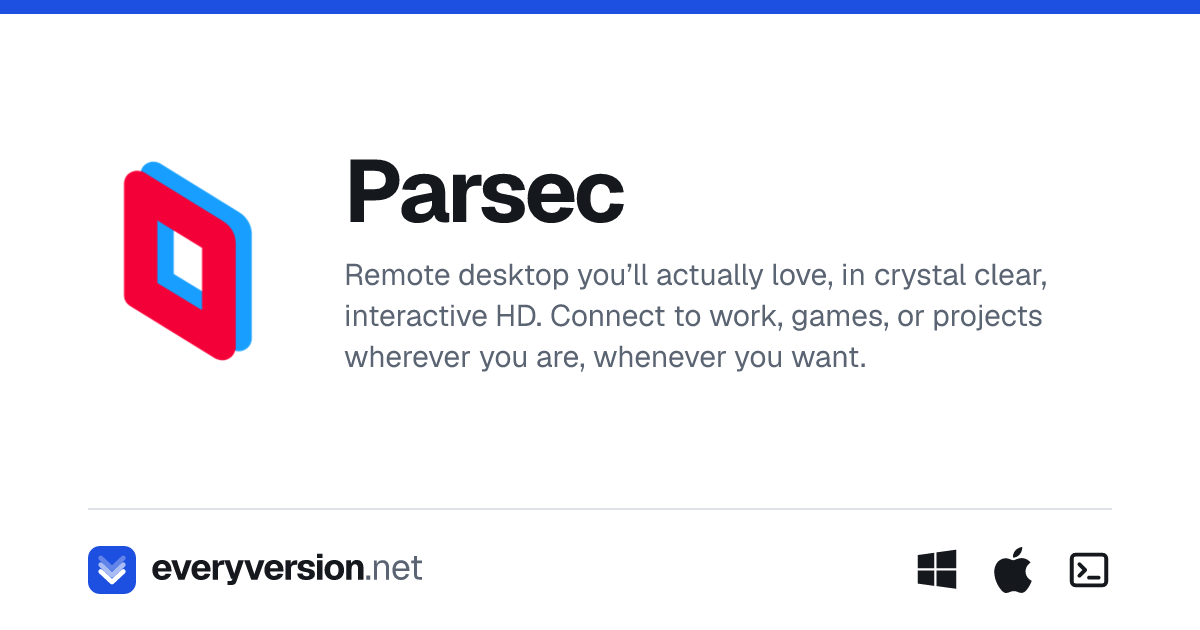 Parsec
Remote desktop you’ll actually love, in crystal clear,
interactive HD. Connect to work, games, or projects
wherever you are, whenever you want.
everyversion.net